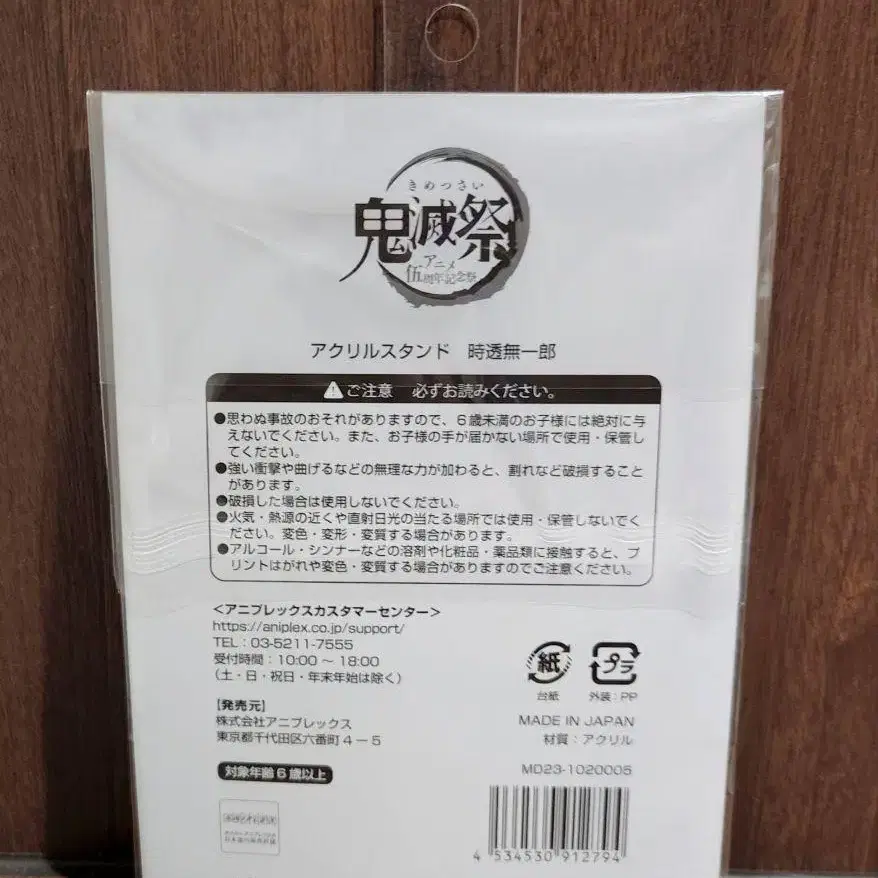 きめつさい
鬼滅祭
アニメ
伍周年記念祭
アクリルスタンド 時透無一郎
ご注意 必ずお読みください。
●思わぬ事故のおそれがありますので、6歳未満のお子様には絶対に与
えないでください。また、お子様の手が届かない場所で使用・保管し
てください。
●強い衝撃や曲げるなどの無理な力が加わると、割れなど破損すること
があります。
●破損した場合は使用しないでください。
●火気・熱源の近くや直射日光の当たる場所では使用・保管しないでく
ださい。変色・変形・変質する場合があります。
●アルコール・シンナーなどの溶剤や化粧品・薬品類に接触すると、プ
リントはがれや変色・変質する場合がありますのでご注意ください。
<アニプレックスカスタマーセンター>
https://aniplex.co.jp/support/
TEL:03-5211-7555
受付時間:10:00~18:00
(土・日・祝日・年末年始は除く)
紙
プラ
台紙
外装:PP
【発売元】
株式会社アニプレックス
東京都千代田区六番町4-5
MADE IN JAPAN
材質:アクリル
対象年齢6歳以上
MD23-1020005
4 534530 912794